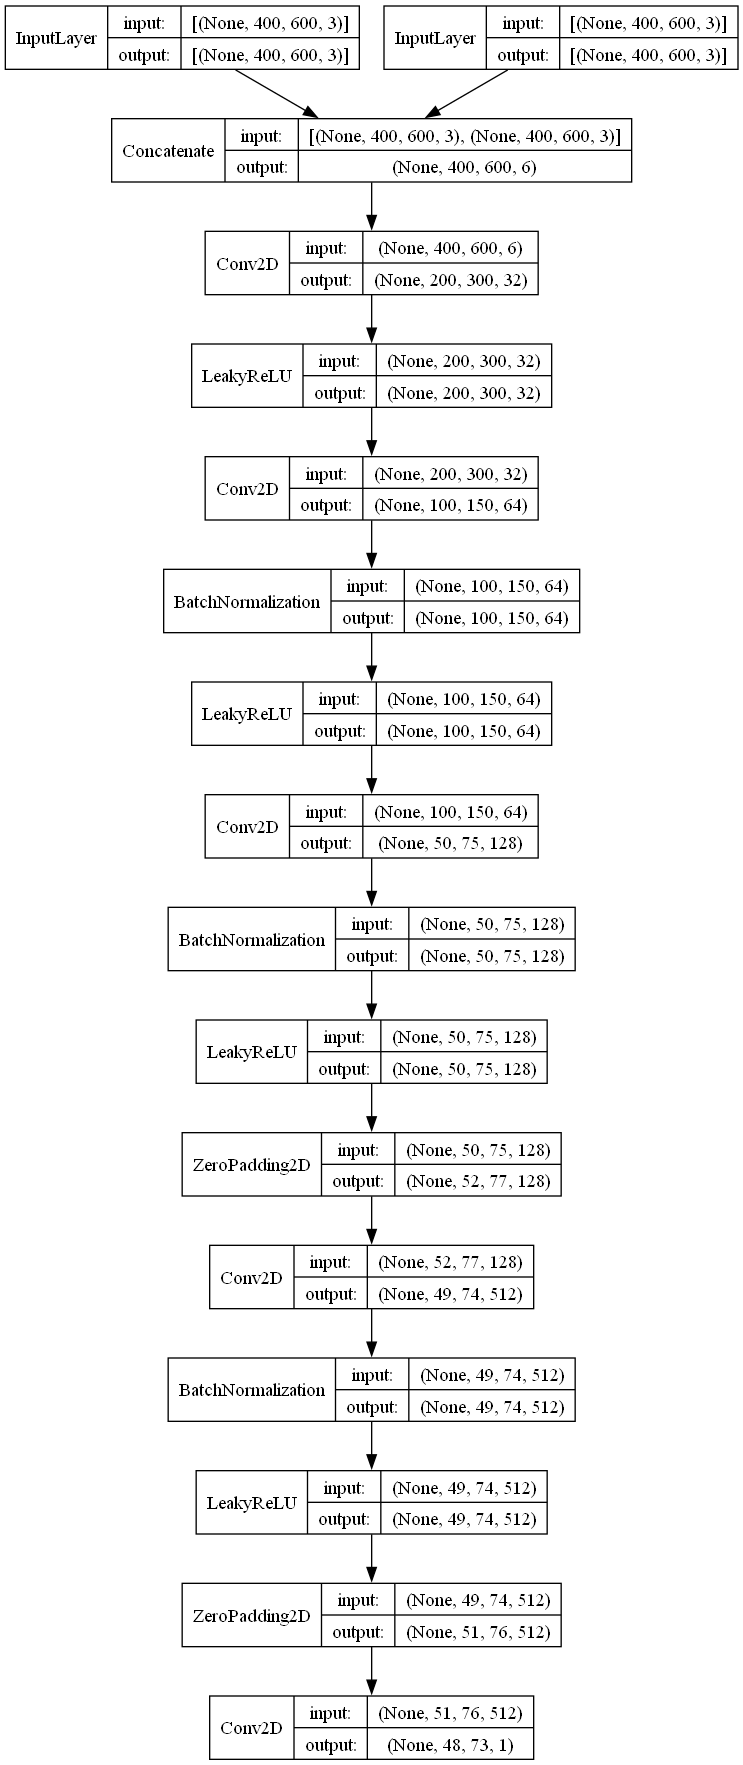 InputLayer input: [(None, 400, 600, 3)]
output: [(None, 400, 600, 3)]
InputLayer input: [(None, 400, 600, 3)]
output: [(None, 400, 600, 3)]
Concatenate input: [(None, 400, 600, 3), (None, 400, 600, 3)]
output: (None, 400, 600, 6)
Conv2D input: (None, 400, 600, 6)
output: (None, 200, 300, 32)
LeakyReLU input: (None, 200, 300, 32)
output: (None, 200, 300, 32)
Conv2D input: (None, 200, 300, 32)
output: (None, 100, 150, 64)
BatchNormalization input: (None, 100, 150, 64)
output: (None, 100, 150, 64)
LeakyReLU input: (None, 100, 150, 64)
output: (None, 100, 150, 64)
Conv2D input: (None, 100, 150, 64)
output: (None, 50, 75, 128)
BatchNormalization input: (None, 50, 75, 128)
output: (None, 50, 75, 128)
LeakyReLU input: (None, 50, 75, 128)
output: (None, 50, 75, 128)
ZeroPadding2D input: (None, 50, 75, 128)
output: (None, 52, 77, 128)
Conv2D input: (None, 52, 77, 128)
output: (None, 49, 74, 512)
BatchNormalization input: (None, 49, 74, 512)
output: (None, 49, 74, 512)
LeakyReLU input: (None, 49, 74, 512)
output: (None, 49, 74, 512)
ZeroPadding2D input: (None, 49, 74, 512)
output: (None, 51, 76, 512)
Conv2D input: (None, 51, 76, 512)
output: (None, 48, 73, 1)